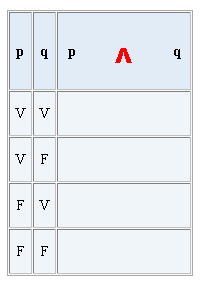 p q p ∧ q
V V
V F
F V
F F